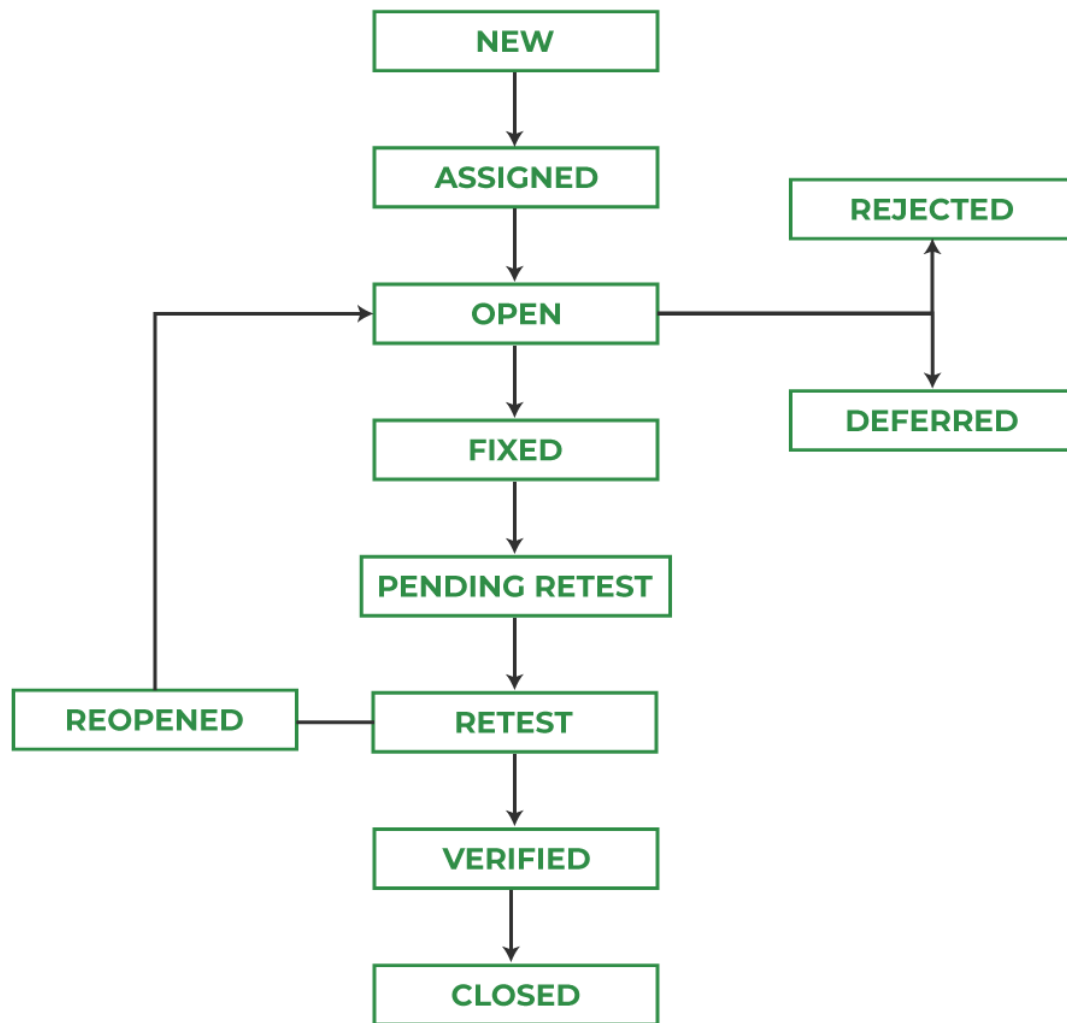 NEW
ASSIGNED
REJECTED
OPEN
DEFERRED
FIXED
PENDING RETEST
REOPENED
RETEST
VERIFIED
CLOSED